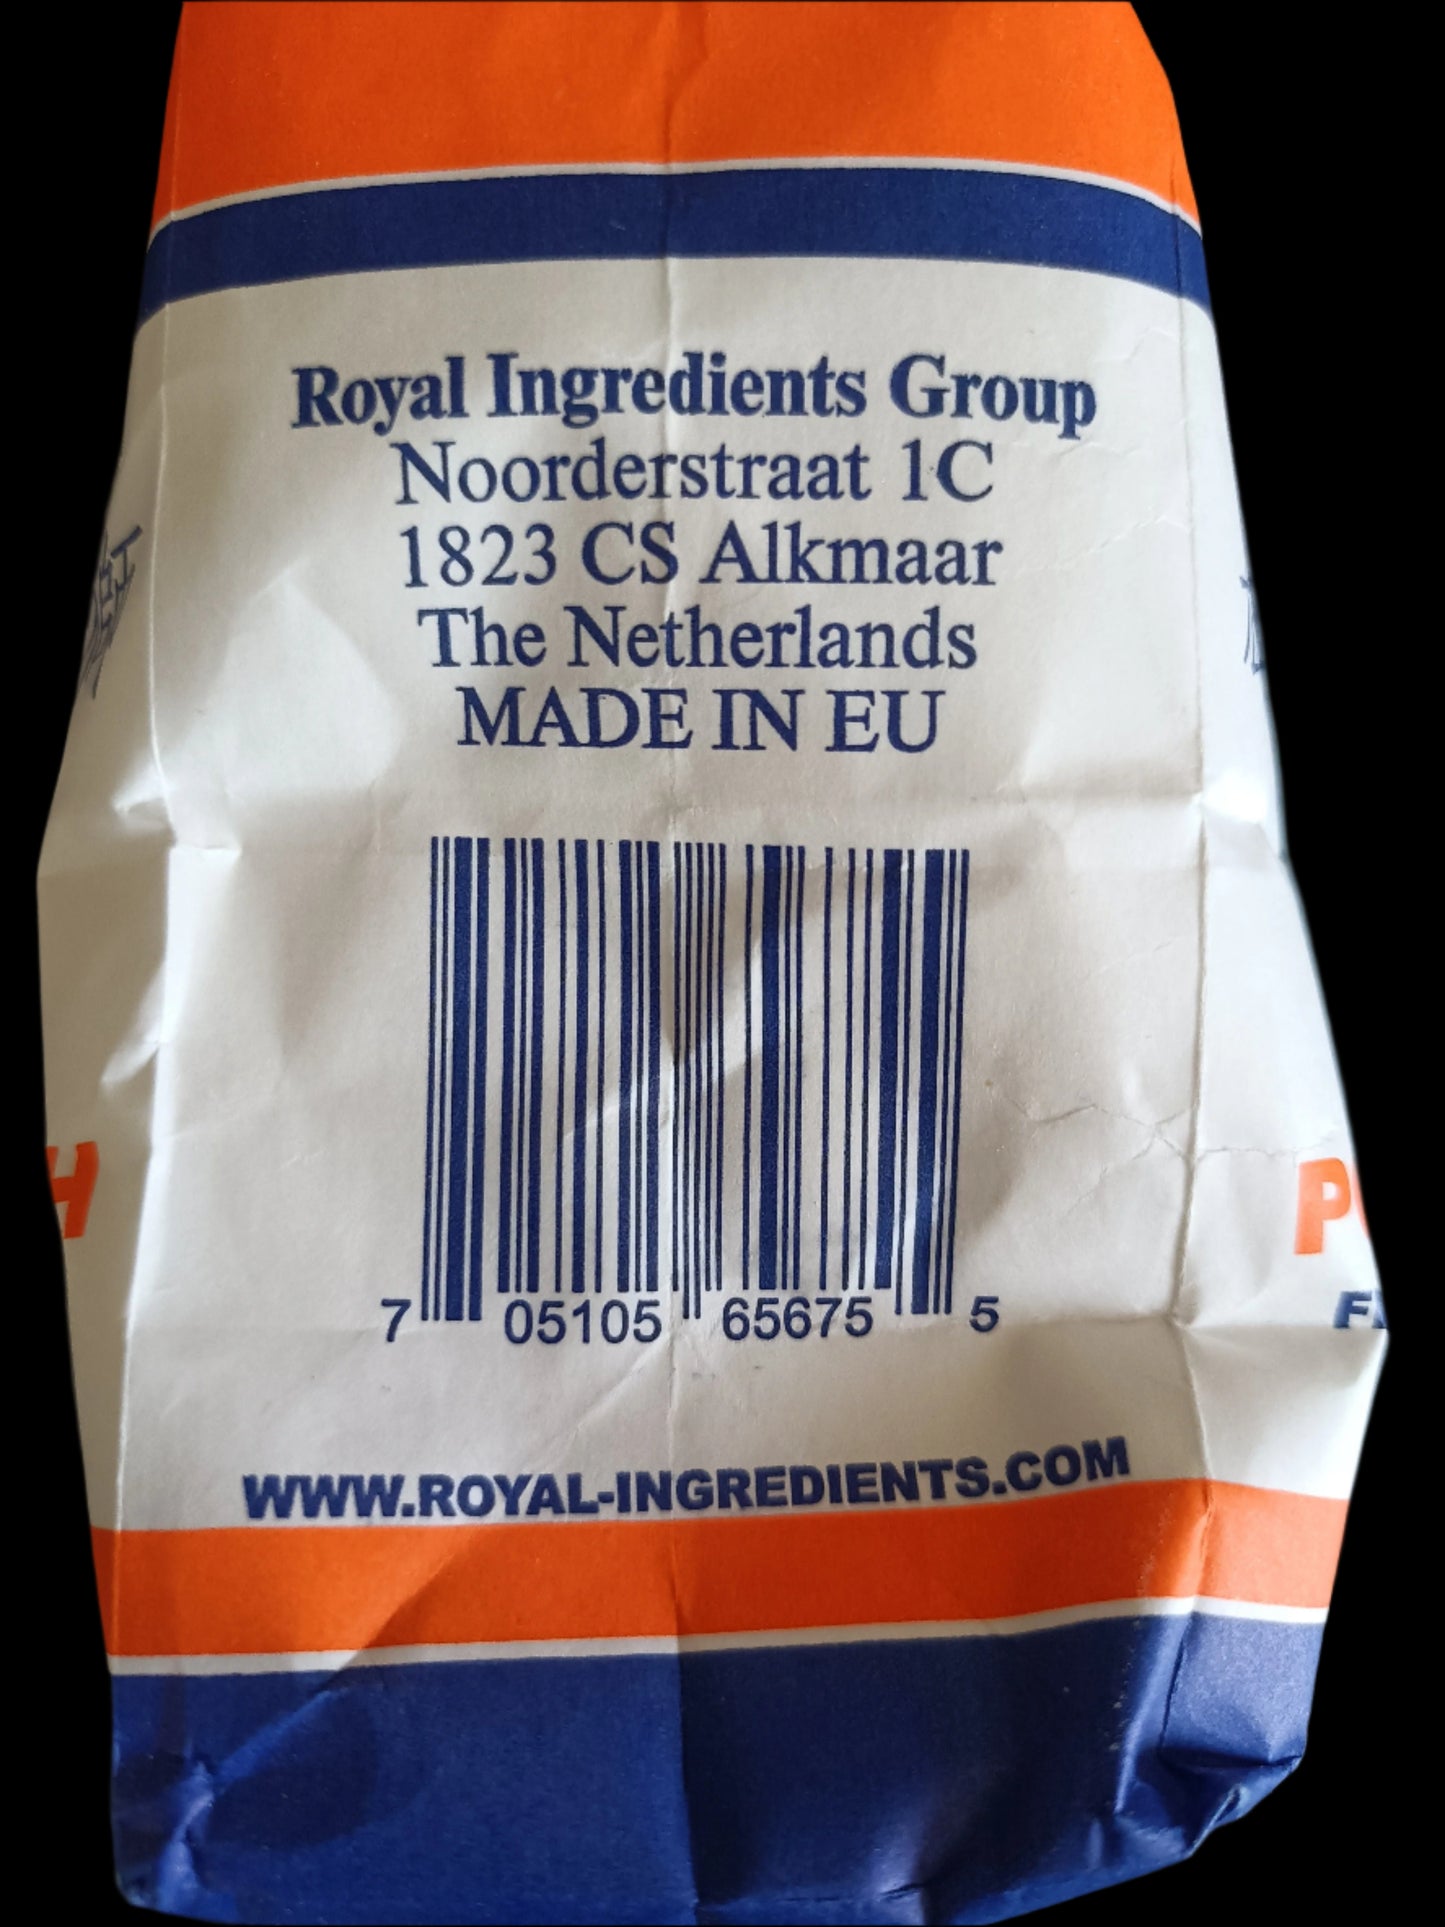 Royal Ingredients Group
Noorderstraat 1C
1823 CS Alkmaar
The Netherlands
MADE IN EU
7 05105 65675 5
WWW.ROYAL-INGREDIENTS.COM